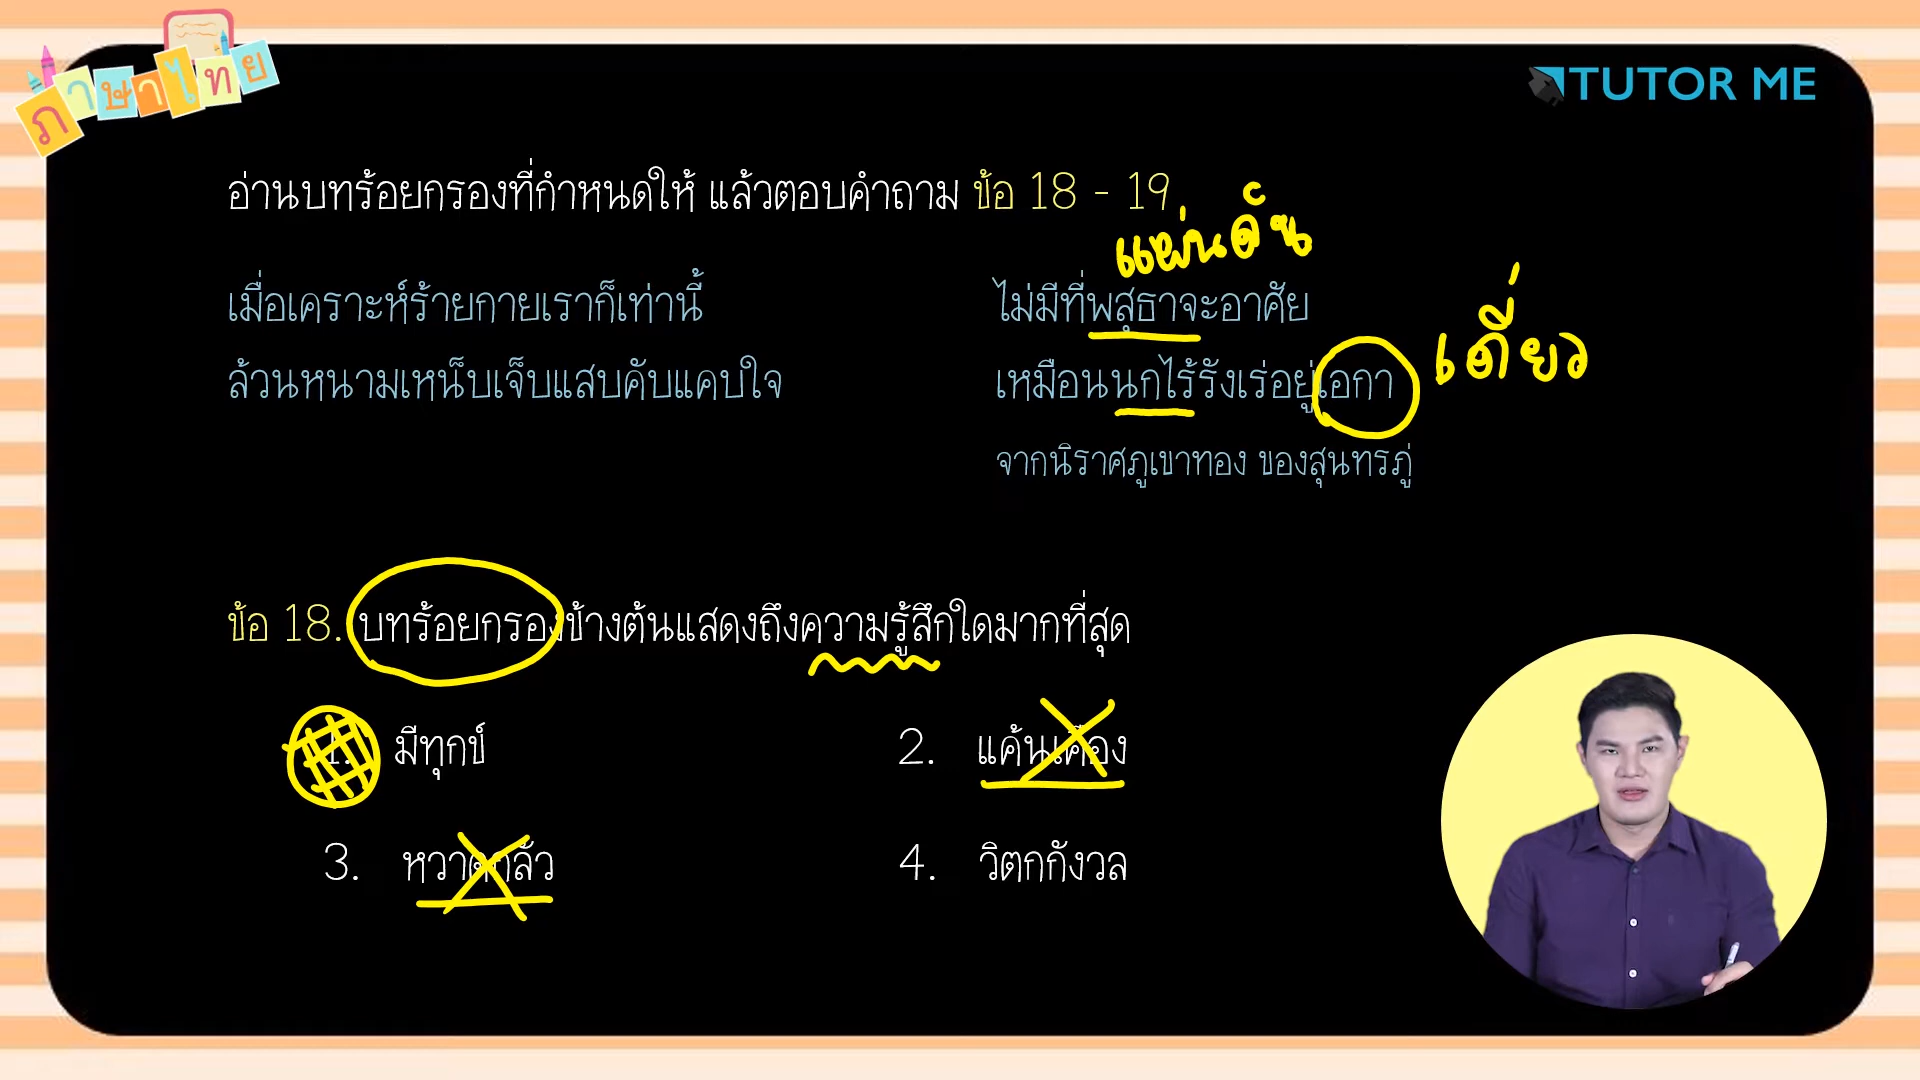 ภาษาไทย
TUTOR ME
อ่านบทร้อยกรองที่กำหนดให้ แล้วตอบคำถาม ข้อ 18 - 19
แผ่นดิน
เมื่อเคราะห์ร้ายกายเราก็เท่านี้ ไม่มีที่พสุธาจะอาศัย
ล้วนหนามเหน็บเจ็บแสบคับแคบใจ เหมือนนกไร้รังเร่อยู่เอกา เดี่ยว
จากนิราศภูเขาทอง ของสุนทรภู่
ข้อ 18. บทร้อยกรองข้างต้นแสดงถึงความรู้สึกใดมากที่สุด
1. มีทุกข์ 2. แค้นเคือง
3. หวาดกลัว 4. วิตกกังวล